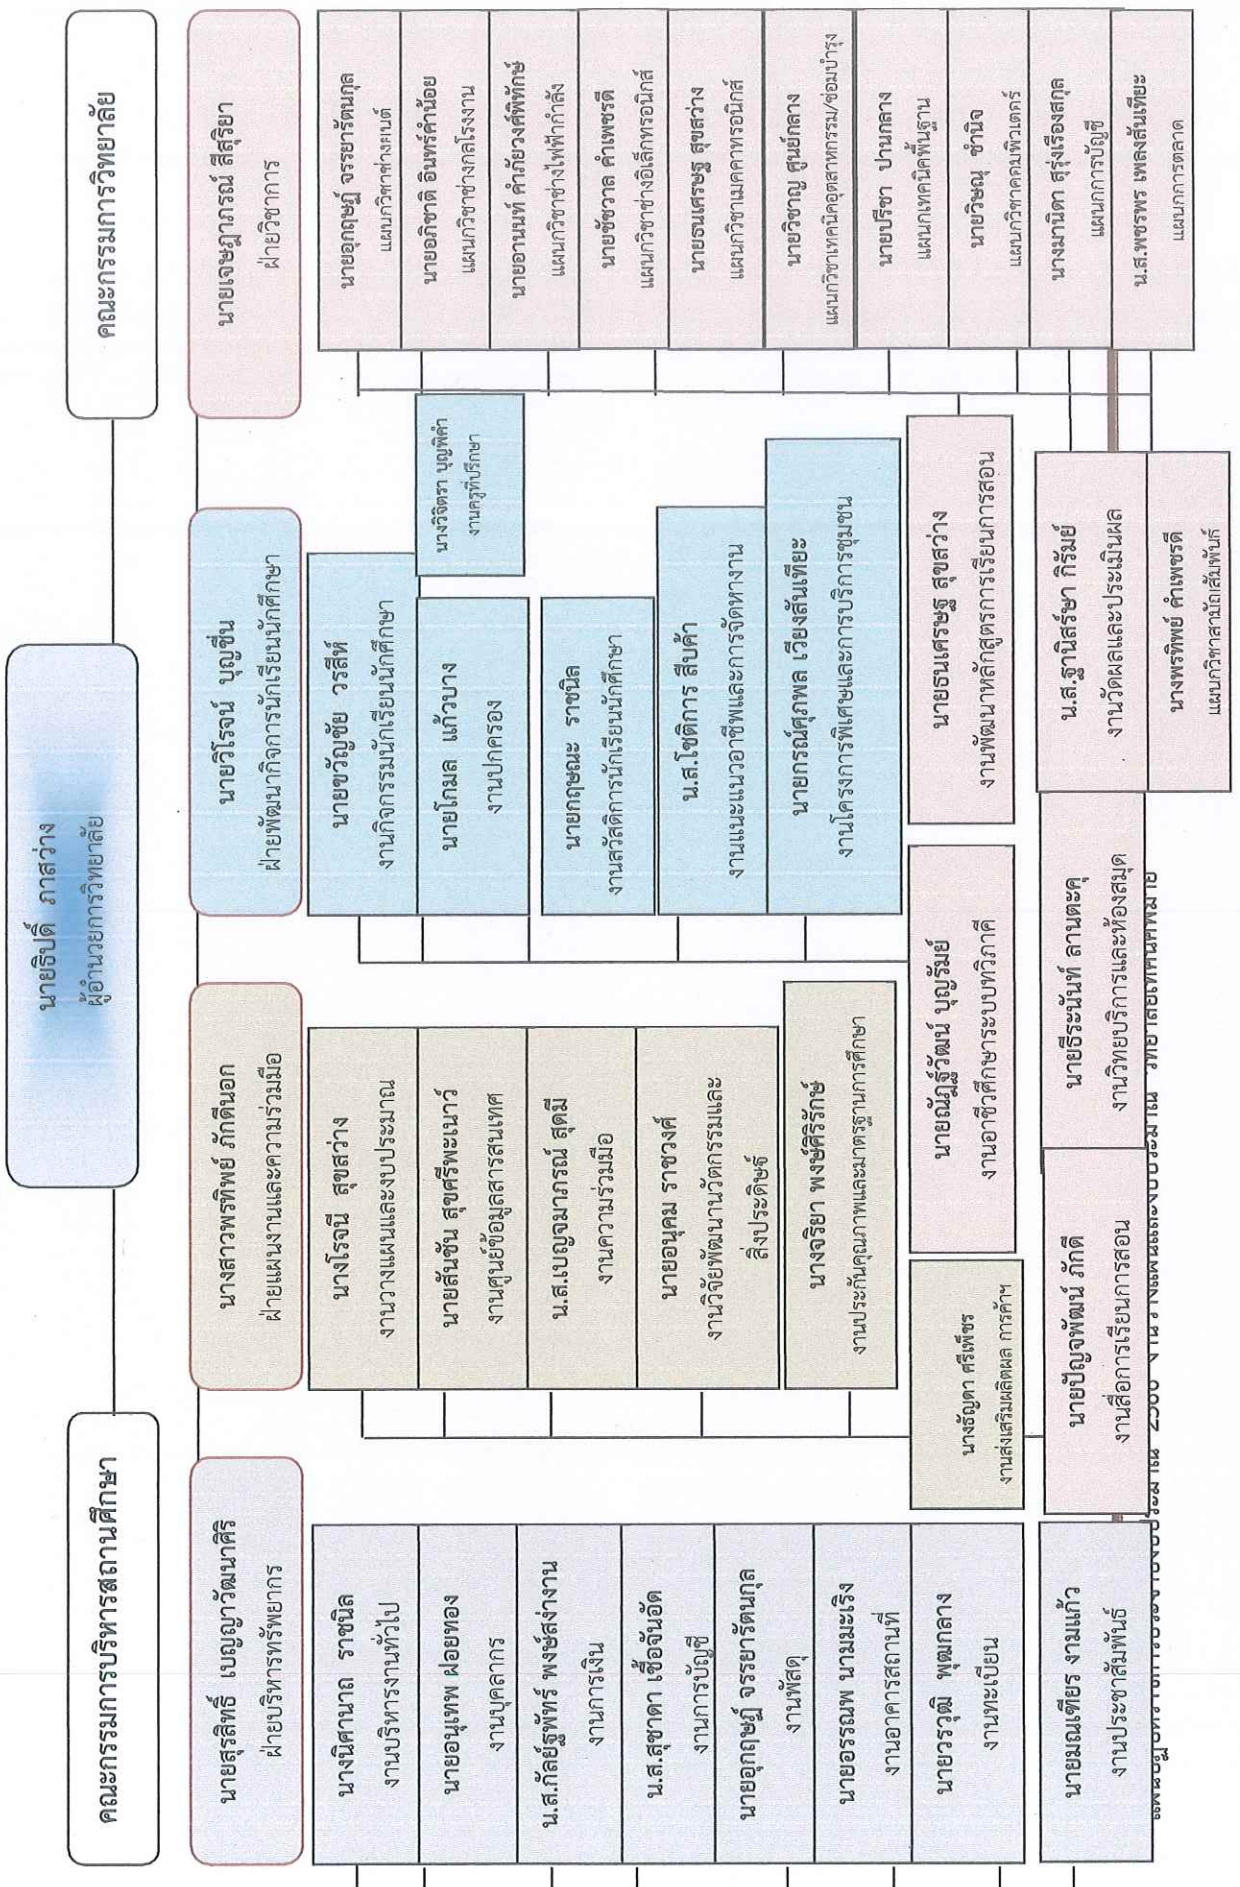 นายธิปดี ภาสว่าง
ผู้อำนวยการวิทยาลัย
คณะกรรมการบริหารสถานศึกษา
คณะกรรมการวิทยาลัย
นายสุรสิทธิ์ เบญญาวัฒนาศิร
ฝ่ายบริหารทรัพยากร
นางสาวพรทิพย์ ภักดีนอก
ฝ่ายแผนงานและความร่วมมือ
นายวิโรจน์ บุญชื่น
ฝ่ายพัฒนากิจการนักเรียนนักศึกษา
นายเจษฎาภรณ์ สีสุริยา
ฝ่ายวิชาการ
นางนิศานาถ ราชนิล
งานบริหารงานทั่วไป
นายอนุเทพ ฝอยทอง
งานบุคลากร
น.ส.กัลย์ฐพัทร์ พงษ์สง่างาน
งานการเงิน
น.ส.สุชาดา เชื้อจันอัด
งานการบัญชี
นายอุกฤษฏ์ จรรยารัตนกุล
งานพัสดุ
นายอรรณพ นามมะเริง
งานอาคารสถานที่
นายวรวุฒิ พุฒกลาง
งานทะเบียน
นายมณเฑียร งามแก้ว
งานประชาสัมพันธ์
นางโรจนี สุขสว่าง
งานวางแผนและงบประมาณ
นายสันชัน สุขศรีพะเนาว์
งานศูนย์ข้อมูลสารสนเทศ
น.ส.เบญจมาภรณ์ สุดมี
งานความร่วมมือ
นายอนุคม ราชวงศ์
งานวิจัยพัฒนานวัตกรรมและ
สิ่งประดิษฐ์
นางจริยา พงษ์ศิริรักษ์
งานประกันคุณภาพและมาตรฐานการศึกษา
นางธัญดา ศรีเพ็ชร
งานส่งเสริมผลิตผล การค้าฯ
นายขวัญชัย วรสีห์
งานกิจกรรมนักเรียนนักศึกษา
นายโกมล แก้วบาง
งานปกครอง
นางวิจิตรา บุญพิคำ
งานครูที่ปรึกษา
นายกฤษณะ ราชนิล
งานสวัสดิการนักเรียนนักศึกษา
น.ส.โชติการ สืบค้า
งานแนะแนวอาชีพและการจัดหางาน
นายกรณ์ศุภพล เวียงสันเทียะ
งานโครงการพิเศษและการบริการชุมชน
นายอุกฤษฏ์ จรรยารัตนกุล
แผนกวิชาช่างยนต์
นายอภิชาติ อินทร์คำน้อย
แผนกวิชาช่างกลโรงงาน
นายอานนท์ คำภัยวงศ์พิทักษ์
แผนกวิชาช่างไฟฟ้ากำลัง
นายชัชวาล คำเพชรดี
แผนกวิชาช่างอิเล็กทรอนิกส์
นายธนเศรษฐ สุขสว่าง
แผนกวิชาเมคคาทรอนิกส์
นายวิชาญ ศูนย์กลาง
แผนกวิชาเทคนิคอุตสาหกรรม/ซ่อมบำรุง
นายปรีชา ปานกลาง
แผนกเทคนิคพื้นฐาน
นายวิษณุ ชำนิจ
แผนกวิชาคอมพิวเตอร์
นางมานิดา สุรุ่งเรืองสกุล
แผนกการบัญชี
น.ส.พชรพร เพลงสันเทียะ
แผนกการตลาด
นายธนเศรษฐ สุขสว่าง
งานพัฒนาหลักสูตรการเรียนการสอน
นายณัฏฐ์วัฒน์ บุญรัมย์
งานอาชีวศึกษาระบบทวิภาคี
น.ส.ฐานิสร์ษา กิรัมย์
งานวัดผลและประเมินผล
นายธีระนันท์ ลานตะคุ
งานวิทยบริการและห้องสมุด
นายปัญจพัฒน์ ภักดี
งานสื่อการเรียนการสอน
นางพรทิพย์ คำเพชรดี
แผนกวิชาสามัญสัมพันธ์